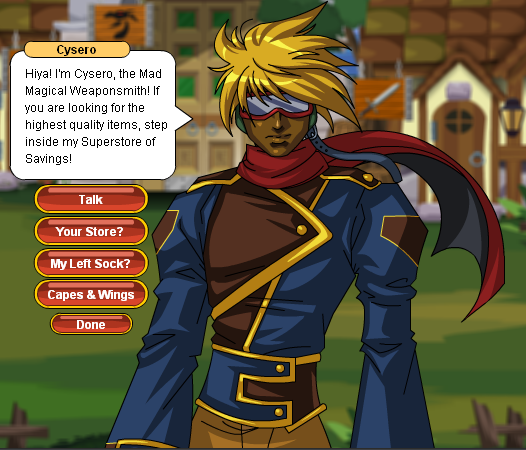 Cysero
Hiya! I'm Cysero, the Mad
Magical Weaponsmith! If
you are looking for the
highest quality items, step
inside my Superstore of
Savings!
Talk
Your Store?
My Left Sock?
Capes & Wings
Done